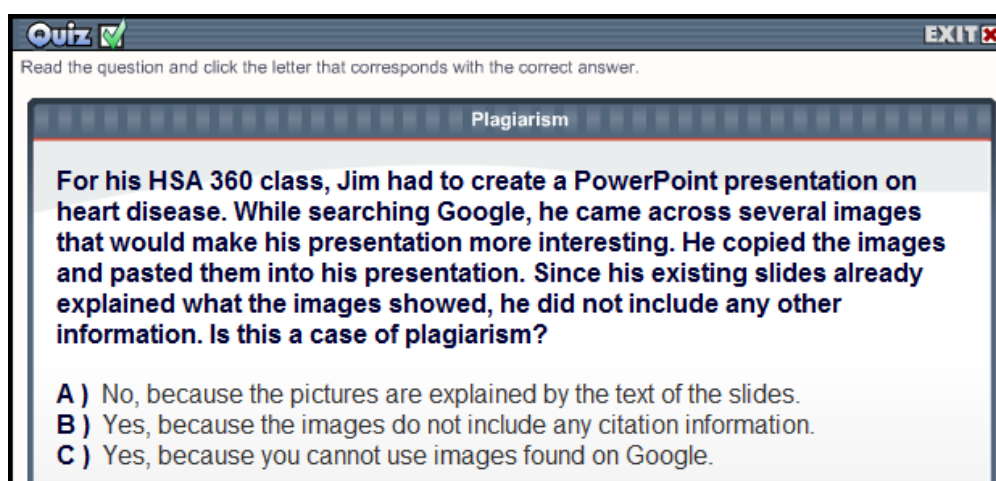 Quiz
EXIT
Read the question and click the letter that corresponds with the correct answer.
Plagiarism
For his HSA 360 class, Jim had to create a PowerPoint presentation on
heart disease. While searching Google, he came across several images
that would make his presentation more interesting. He copied the images
and pasted them into his presentation. Since his existing slides already
explained what the images showed, he did not include any other
information. Is this a case of plagiarism?
A ) No, because the pictures are explained by the text of the slides.
B ) Yes, because the images do not include any citation information.
C ) Yes, because you cannot use images found on Google.